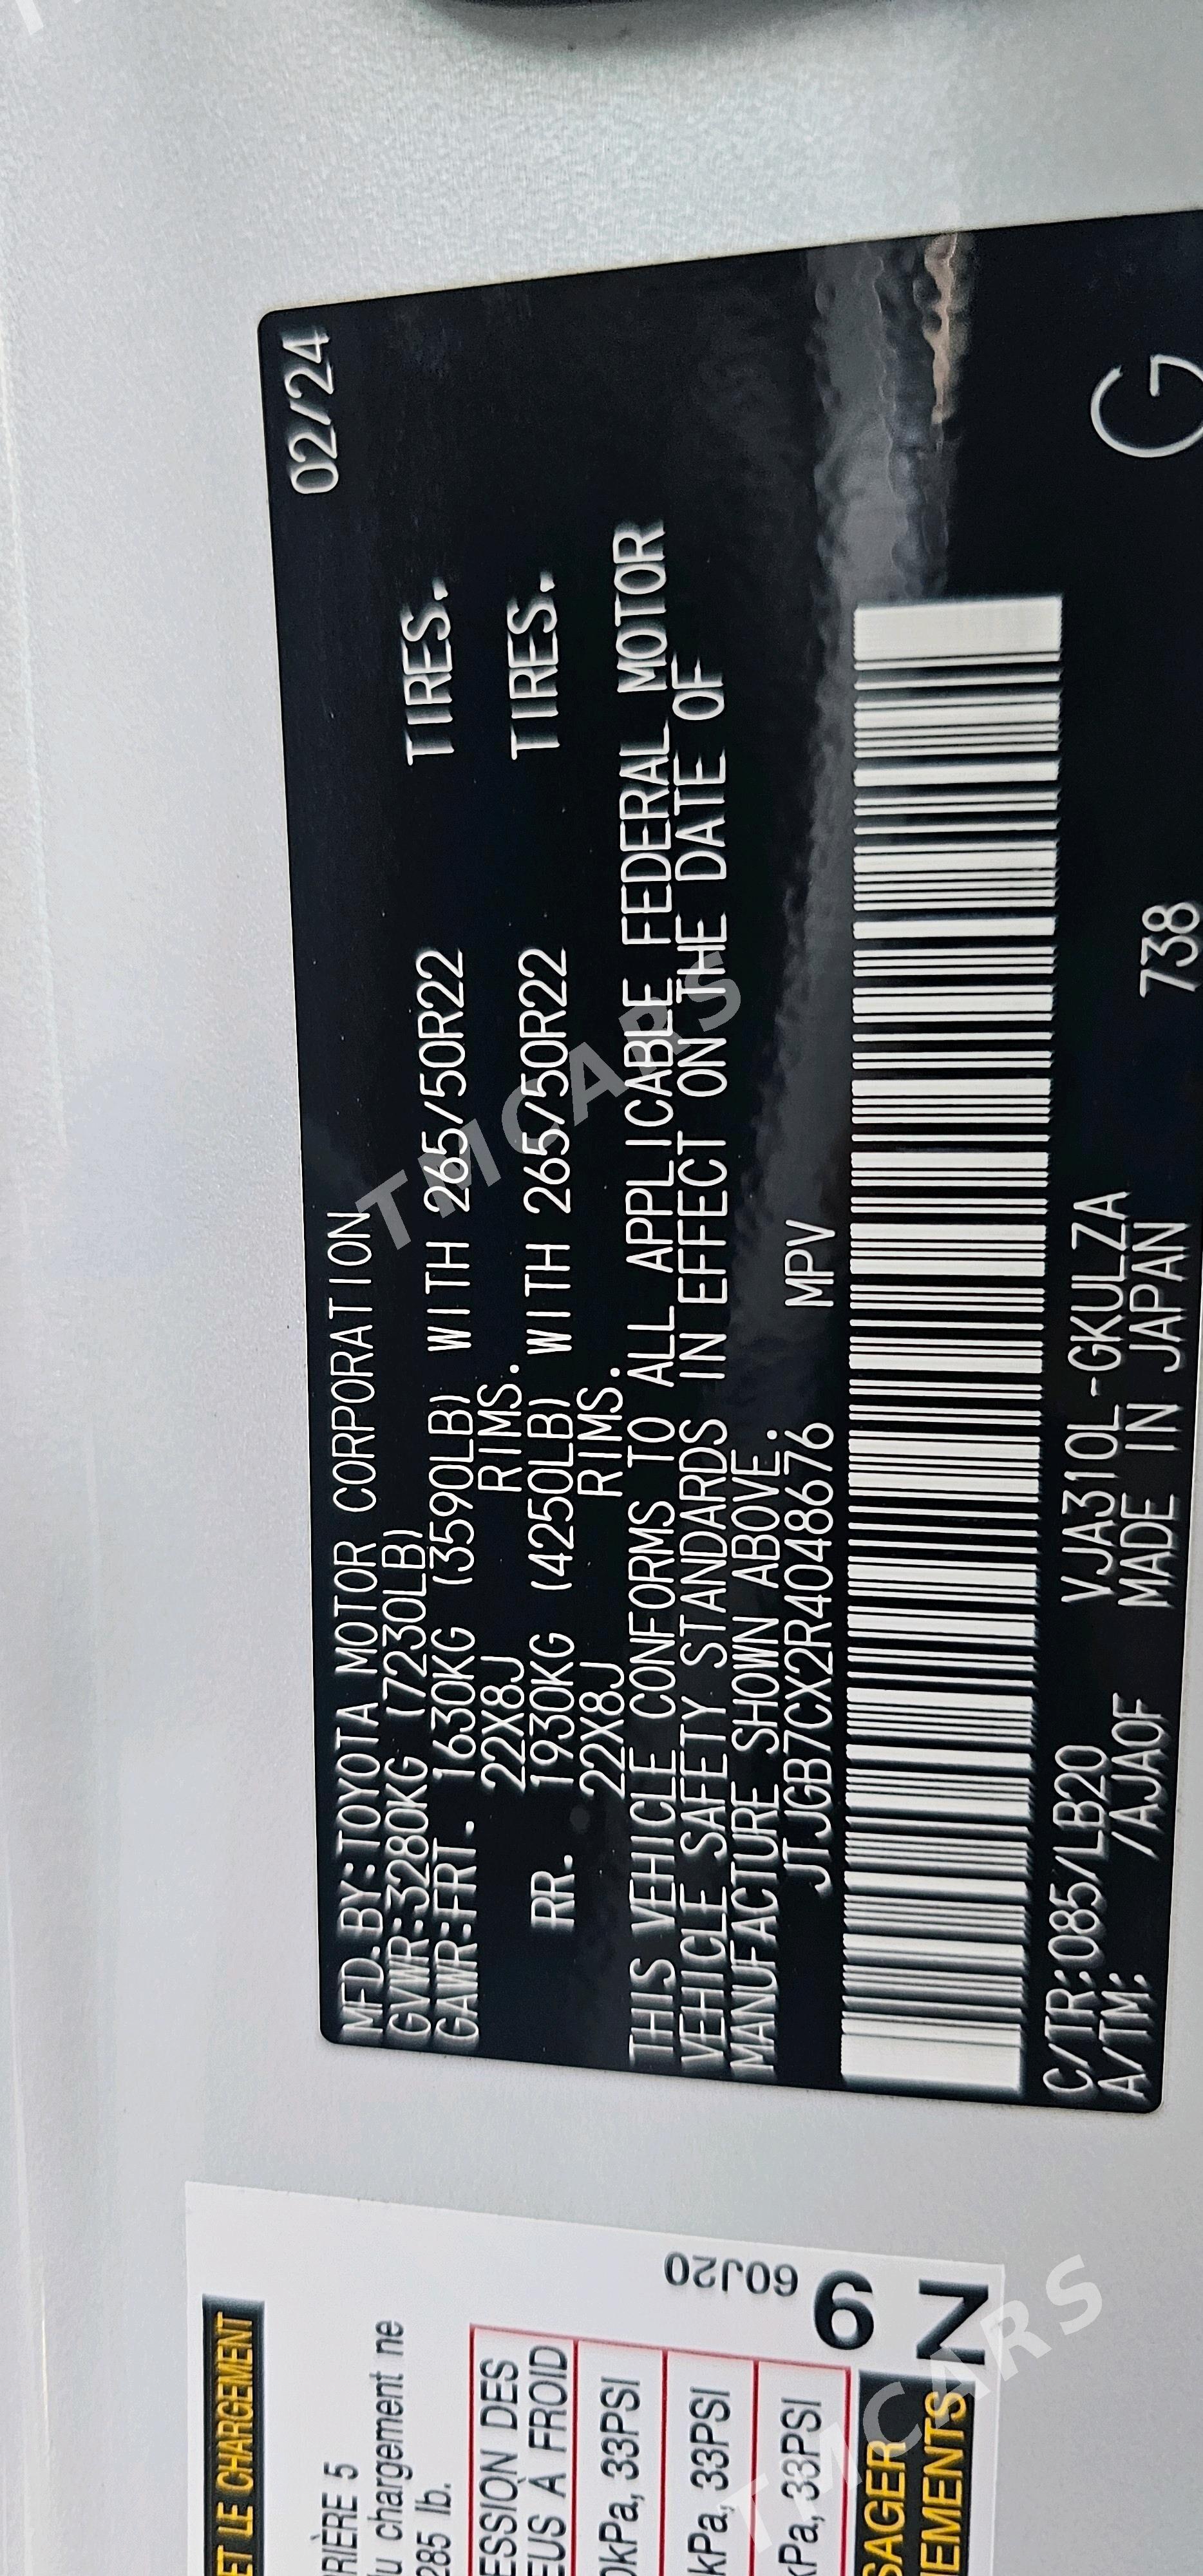 02/24
MFD.BY:TOYOTA MOTOR CORPORATION
GVWR:3280KG (7230LB)
GAWR:FRT. 1630KG (3590LB) WITH 265/50R22 TIRES.
22X8J RIMS.
RR. 1930KG (4250LB) WITH 265/50R22 TIRES.
22X8J RIMS.
THIS VEHICLE CONFORMS TO ALL APPLICABLE FEDERAL MOTOR
VEHICLE SAFETY STANDARDS IN EFFECT ON THE DATE OF
MANUFACTURE SHOWN ABOVE.
JTJGB7CX2R4048676 MPV
C/TR:085/LB20 VJA310L-GKULZA
A/TM: /AJA0F MADE IN JAPAN 738 G
ET LE CHARGEMENT
RIÈRE 5
u chargement ne
285 lb.
ESSION DES
EUS À FROID
0kPa, 33PSI
kPa, 33PSI
kPa, 33PSI
60J20
Z9
SAGER
EMENTS
TMCARS
TMCARS